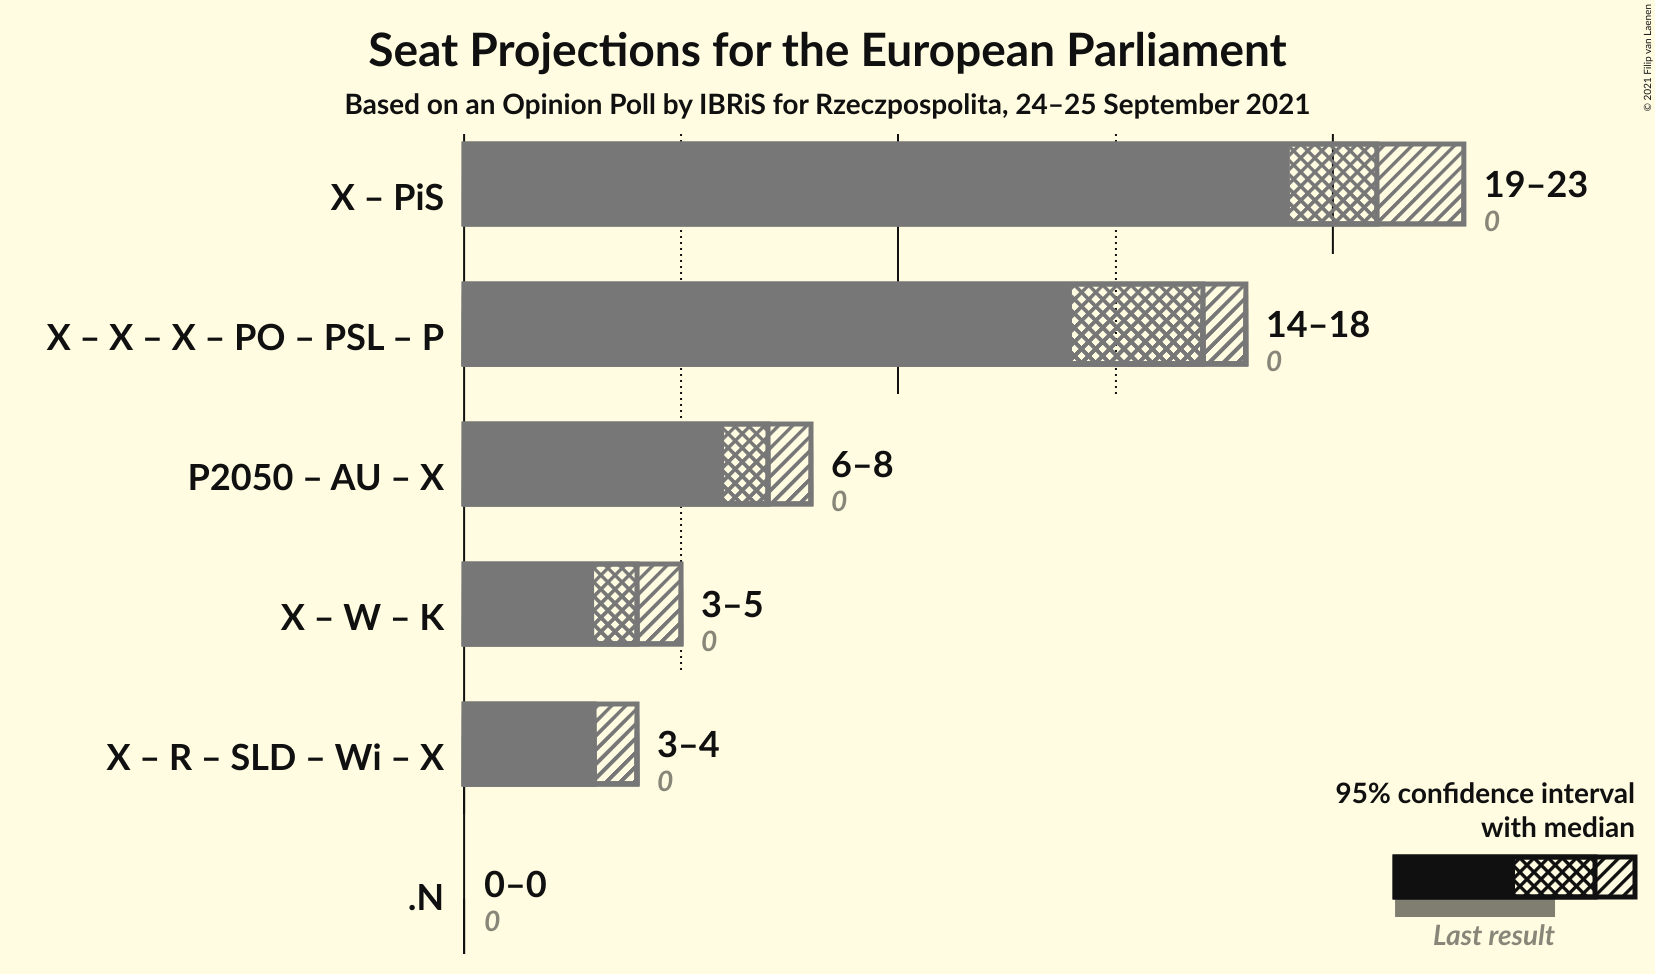 Seat Projections for the European Parliament
Based on an Opinion Poll by IBRiS for Rzeczpospolita, 24–25 September 2021
© 2021 Filip van Laenen
X – PiS
19–23
0
X – X – X – PO – PSL – P
14–18
0
P2050 – AU – X
6–8
0
X – W – K
3–5
0
X – R – SLD – Wi – X
3–4
0
.N
0–0
0
95% confidence interval
with median
Last result